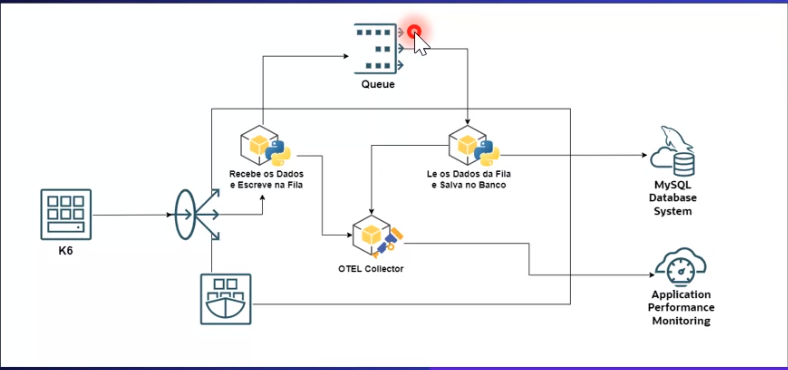 Queue
Recebe os Dados
e Escreve na Fila
Le os Dados da Fila
e Salva no Banco
MySQL
Database
System
K6
OTEL Collector
Application
Performance
Monitoring